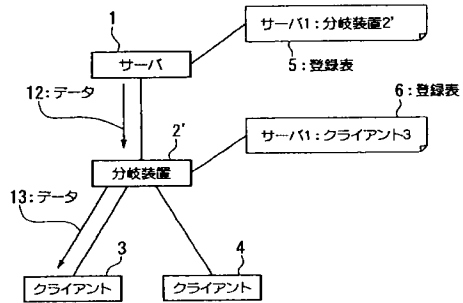 1
サーバ1:分岐装置2'
サーバ
5:登録表
6:登録表
12:データ
2'
サーバ1:クライアント3
分岐装置
13:データ
3
4
クライアント
クライアント